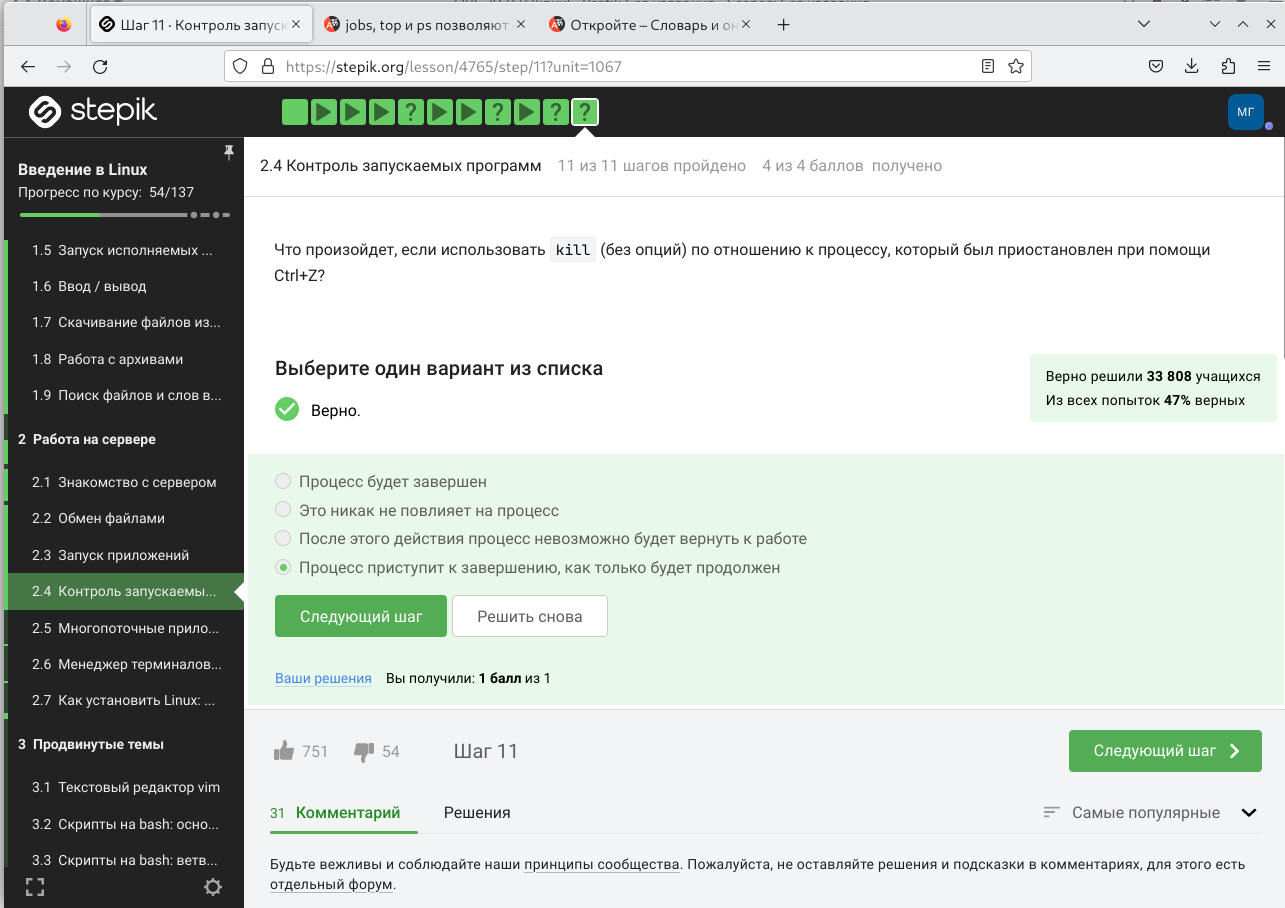 Шаг 11 · Контроль запуск
jobs, top и ps позволяют
Откройте – Словарь и он
https://stepik.org/lesson/4765/step/11?unit=1067
stepik
МГ
Введение в Linux
Прогресс по курсу: 54/137
1.5 Запуск исполняемых ...
1.6 Ввод / вывод
1.7 Скачивание файлов из...
1.8 Работа с архивами
1.9 Поиск файлов и слов в...
2 Работа на сервере
2.1 Знакомство с сервером
2.2 Обмен файлами
2.3 Запуск приложений
2.4 Контроль запускаемы...
2.5 Многопоточные прило...
2.6 Менеджер терминалов...
2.7 Как установить Linux: ...
3 Продвинутые темы
3.1 Текстовый редактор vim
3.2 Скрипты на bash: осно...
3.3 Скрипты на bash: ветв...
2.4 Контроль запускаемых программ 11 из 11 шагов пройдено 4 из 4 баллов получено
Что произойдет, если использовать kill (без опций) по отношению к процессу, который был приостановлен при помощи
Ctrl+Z?
Выберите один вариант из списка
Верно.
Верно решили 33 808 учащихся
Из всех попыток 47% верных
Процесс будет завершен
Это никак не повлияет на процесс
После этого действия процесс невозможно будет вернуть к работе
Процесс приступит к завершению, как только будет продолжен
Следующий шаг
Решить снова
Ваши решения Вы получили: 1 балл из 1
751 54 Шаг 11
Следующий шаг
31 Комментарий Решения
Самые популярные
Будьте вежливы и соблюдайте наши принципы сообщества. Пожалуйста, не оставляйте решения и подсказки в комментариях, для этого есть
отдельный форум.